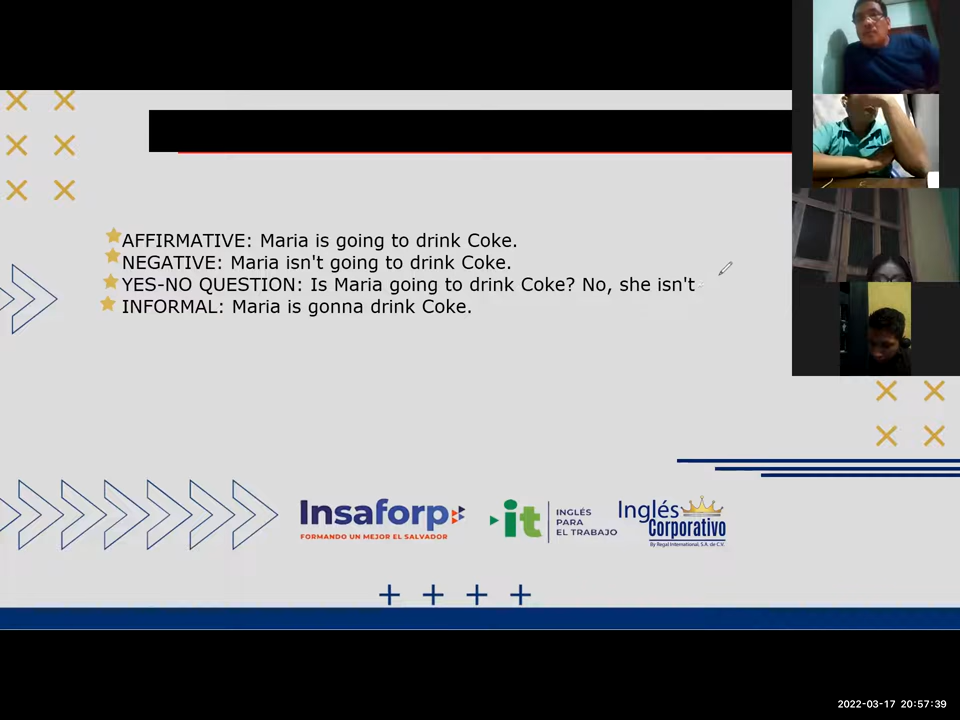 AFFIRMATIVE: Maria is going to drink Coke.
NEGATIVE: Maria isn't going to drink Coke.
YES-NO QUESTION: Is Maria going to drink Coke? No, she isn't
INFORMAL: Maria is gonna drink Coke.
Insaforp
FORMANDO UN MEJOR EL SALVADOR
it
INGLÉS
PARA
EL TRABAJO
Inglés
Corporativo
By Regal International, S.A. de C.V.
2022-03-17 20:57:39